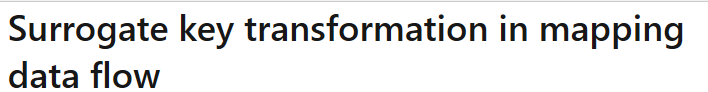 Surrogate key transformation in mapping
data flow